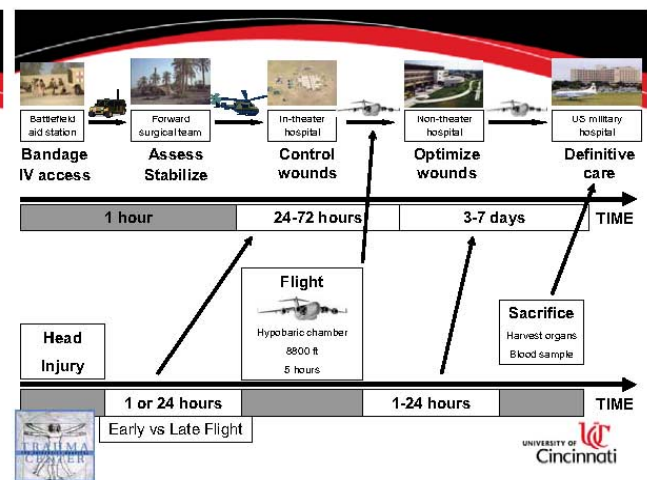 Battlefield
aid station
Forward
surgical team
In-theater
hospital
Non-theater
hospital
US military
hospital
Bandage
IV access
Assess
Stabilize
Control
wounds
Optimize
wounds
Definitive
care
1 hour
24-72 hours
3-7 days
TIME
Flight
Hypobaric chamber
8800 ft
5 hours
Sacrifice
Harvest organs
Blood sample
Head
Injury
1 or 24 hours
1-24 hours
TIME
Early vs Late Flight
TRAUMA
CENTER
UNIVERSITY OF
Cincinnati